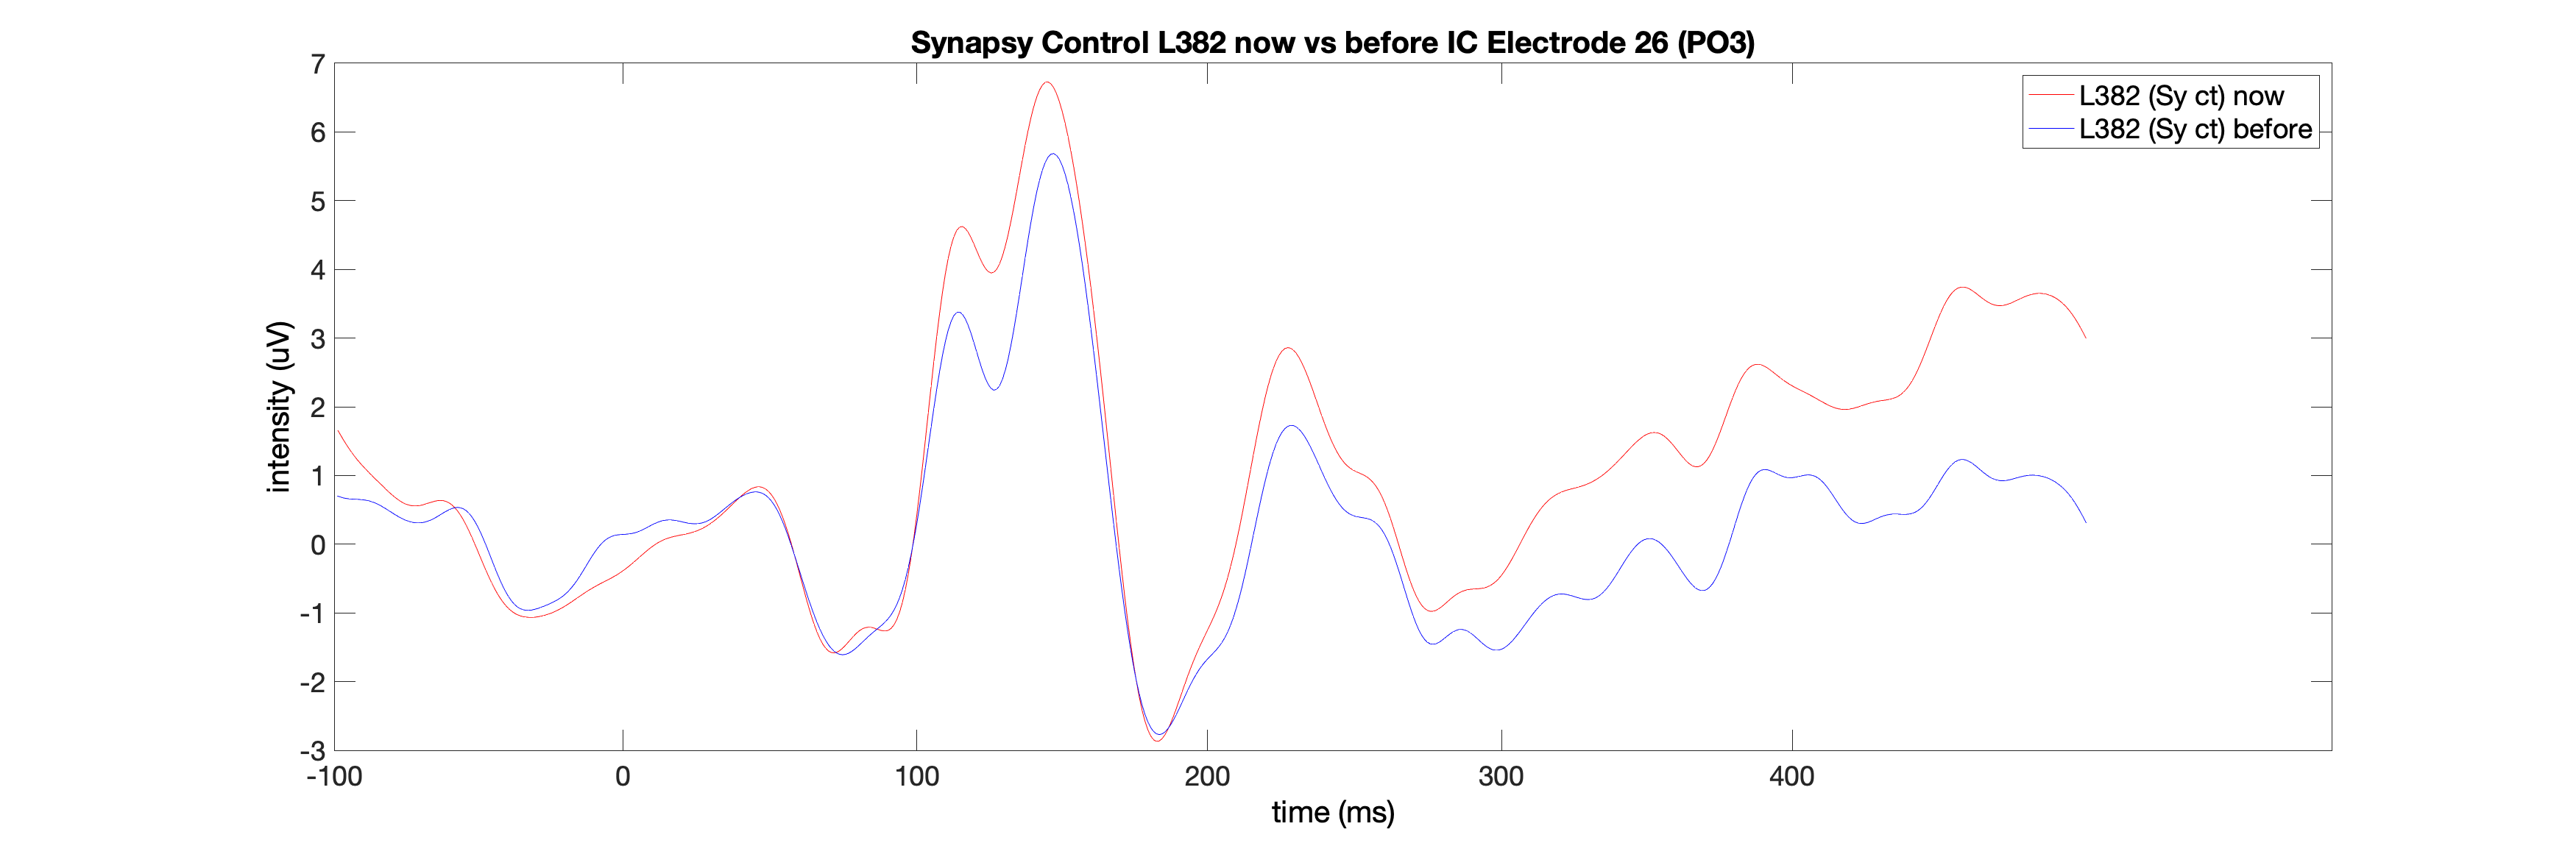 Synapsy Control L382 now vs before IC Electrode 26 (PO3)
7
6
5
4
3
2
1
0
-1
-2
-3
intensity (uV)
L382 (Sy ct) now
L382 (Sy ct) before
-100 0 100 200 300 400
time (ms)